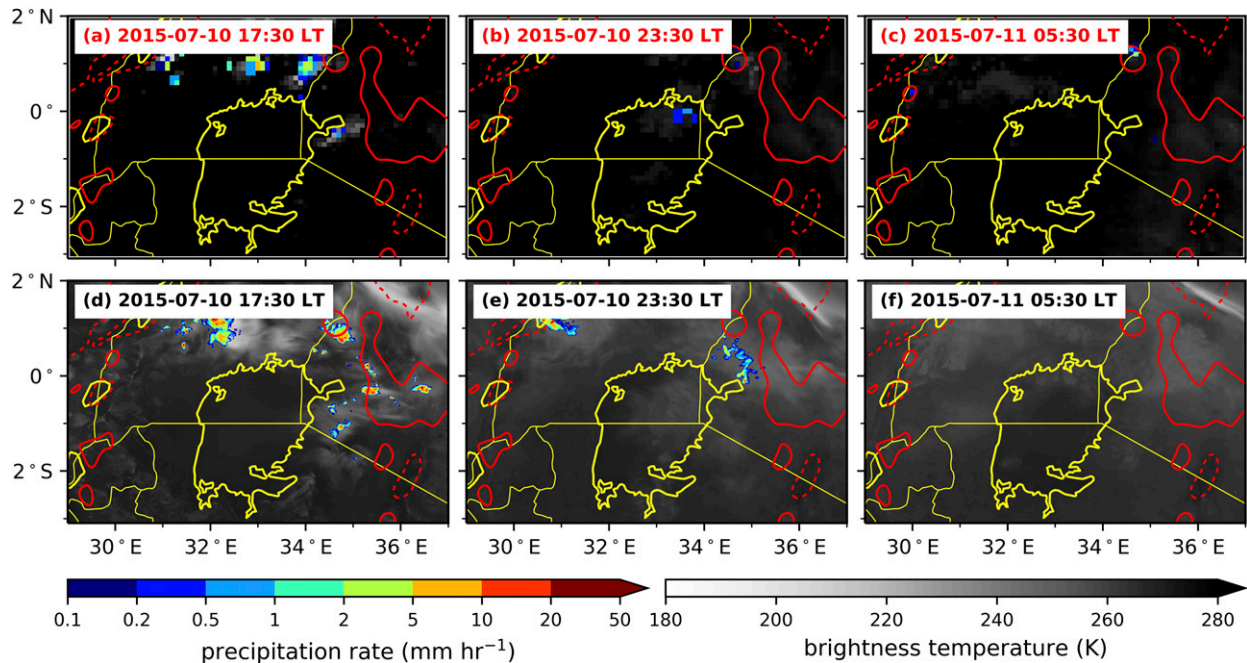 (a) 2015-07-10 17:30 LT
(b) 2015-07-10 23:30 LT
(c) 2015-07-11 05:30 LT
2°N
0°
2°S
(d) 2015-07-10 17:30 LT
(e) 2015-07-10 23:30 LT
(f) 2015-07-11 05:30 LT
2°N
0°
2°S
30°E 32°E 34°E 36°E 30°E 32°E 34°E 36°E 30°E 32°E 34°E 36°E
0.1 0.2 0.5 1 2 5 10 20 50 180 200 220 240 260 280
precipitation rate (mm hr⁻¹) brightness temperature (K)